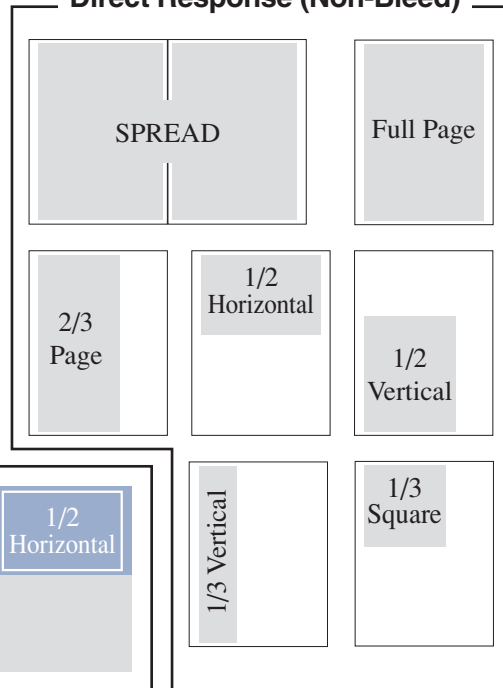 Direct Response (Non-Bleed)
SPREAD
Full Page
2/3
Page
1/2
Horizontal
1/2
Vertical
1/2
Horizontal
1/3 Vertical
1/3
Square